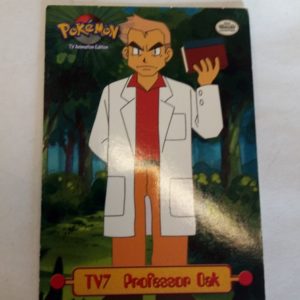 POKéMON
TV Animation Edition
TV7 Professor Oak